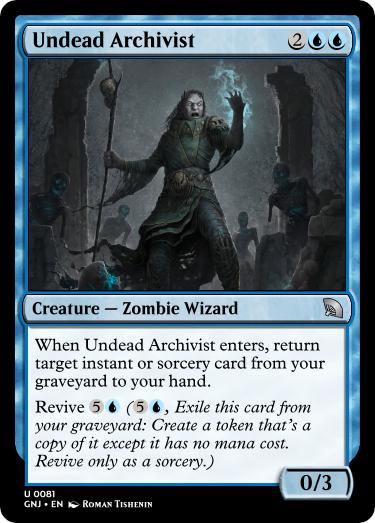 Undead Archivist 2
Creature — Zombie Wizard
When Undead Archivist enters, return
target instant or sorcery card from your
graveyard to your hand.
Revive 5 (5, Exile this card from
your graveyard: Create a token that's a
copy of it except it has no mana cost.
Revive only as a sorcery.)
0/3
U 0081
GNJ • EN Roman Tishenin